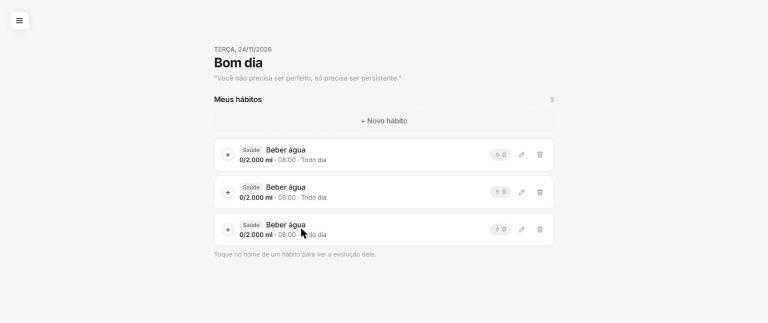 TERÇA, 24/11/2026
Bom dia
"Você não precisa ser perfeito, só precisa ser persistente."
Meus hábitos 3
+ Novo hábito
Saúde Beber água
0/2.000 ml · 08:00 · Todo dia
0
Saúde Beber água
0/2.000 ml · 08:00 · Todo dia
0
Saúde Beber água
0/2.000 ml · 08:00 · dia
0
Toque no nome de um hábito para ver a evolução dele.